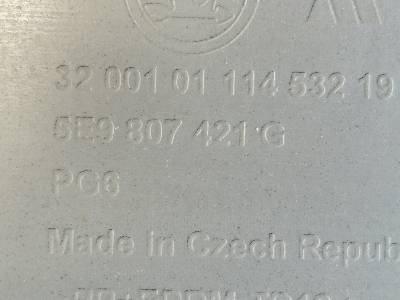 32 001 01 114 532 19
5E9 807 421 G
PG6
Made in Czech Repub